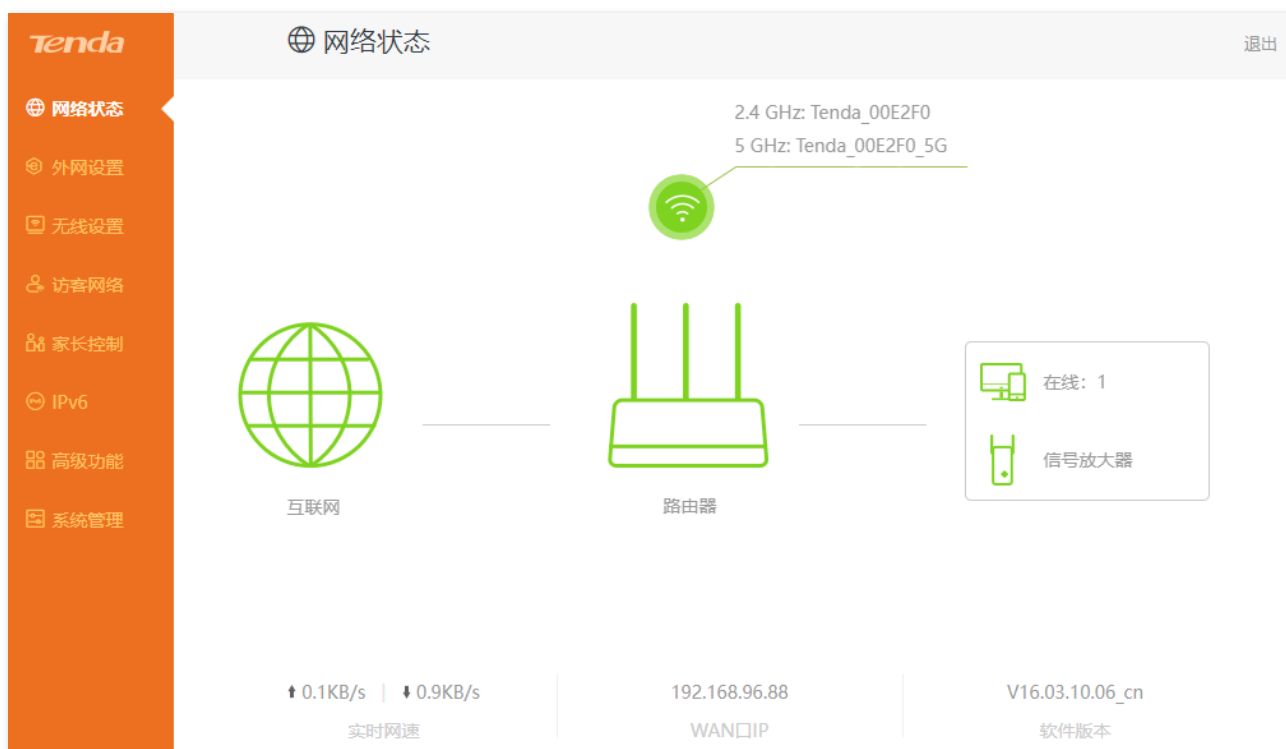 Tenda
网络状态
退出
网络状态
外网设置
无线设置
访客网络
家长控制
IPv6
高级功能
系统管理
2.4 GHz: Tenda_00E2F0
5 GHz: Tenda_00E2F0_5G
在线：1
信号放大器
互联网
路由器
0.1KB/s | 0.9KB/s
实时网速
192.168.96.88
WAN口IP
V16.03.10.06_cn
软件版本